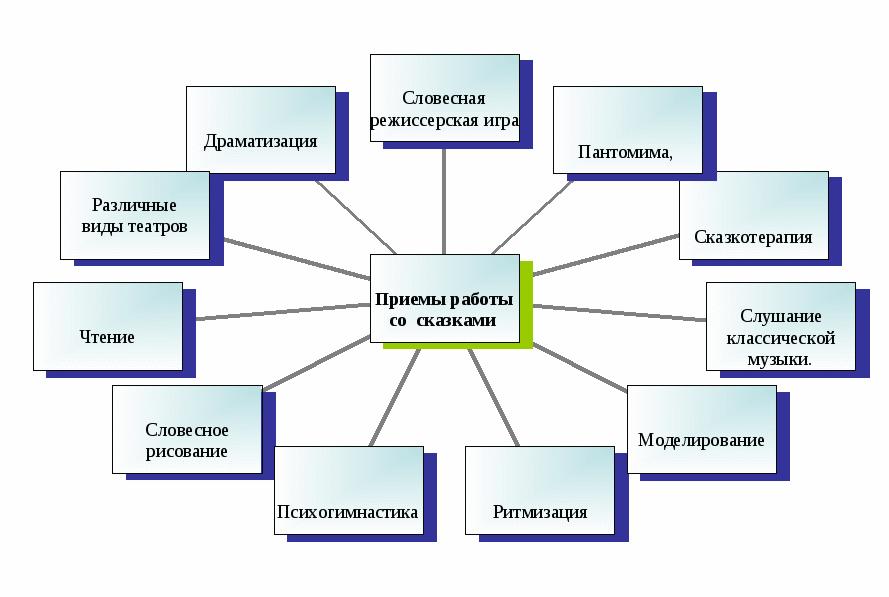 Словесная
режиссерская игра
Драматизация
Пантомима,
Различные
виды театров
Сказкотерапия
Приемы работы
со сказками
Чтение
Слушание
классической
музыки.
Словесное
рисование
Моделирование
Психогимнастика
Ритмизация